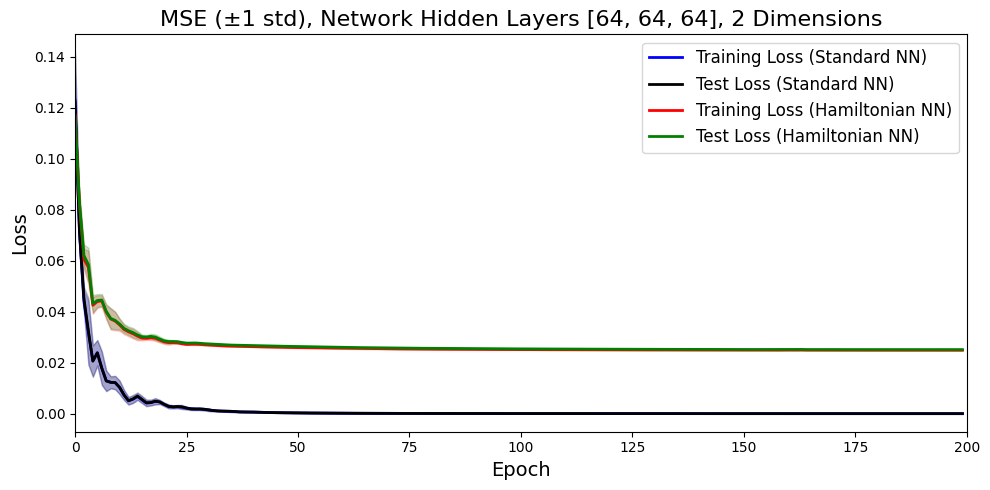 MSE (±1 std), Network Hidden Layers [64, 64, 64], 2 Dimensions
Training Loss (Standard NN)
Test Loss (Standard NN)
Training Loss (Hamiltonian NN)
Test Loss (Hamiltonian NN)
Loss
0.14
0.12
0.10
0.08
0.06
0.04
0.02
0.00
0 25 50 75 100 125 150 175 200
Epoch